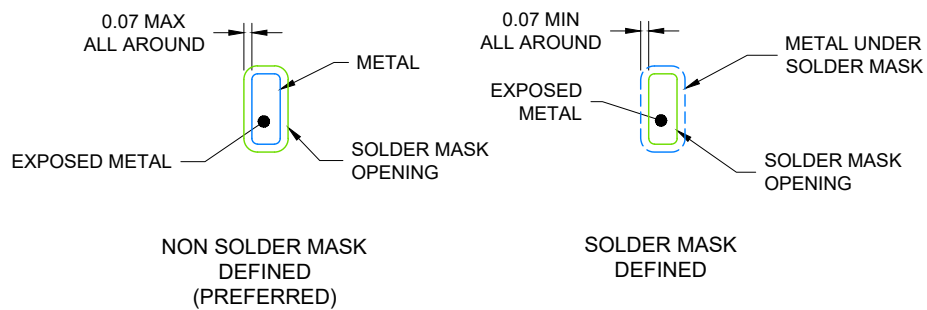 0.07 MAX
ALL AROUND
METAL
EXPOSED METAL
SOLDER MASK
OPENING
NON SOLDER MASK
DEFINED
(PREFERRED)
0.07 MIN
ALL AROUND
METAL UNDER
SOLDER MASK
EXPOSED
METAL
SOLDER MASK
OPENING
SOLDER MASK
DEFINED